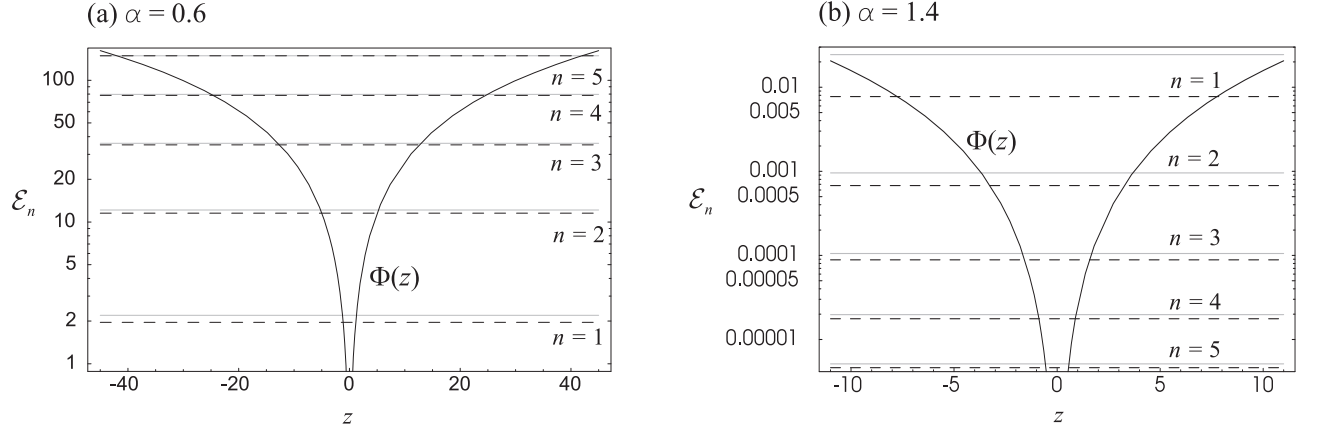 (a) α = 0.6
100
50
20
10
5
2
1
ℰn
n = 5
n = 4
n = 3
n = 2
n = 1
Φ(z)
-40 -20 0 20 40
z
(b) α = 1.4
0.01
0.005
0.001
0.0005
0.0001
0.00005
0.00001
ℰn
n = 1
n = 2
n = 3
n = 4
n = 5
Φ(z)
-10 -5 0 5 10
z